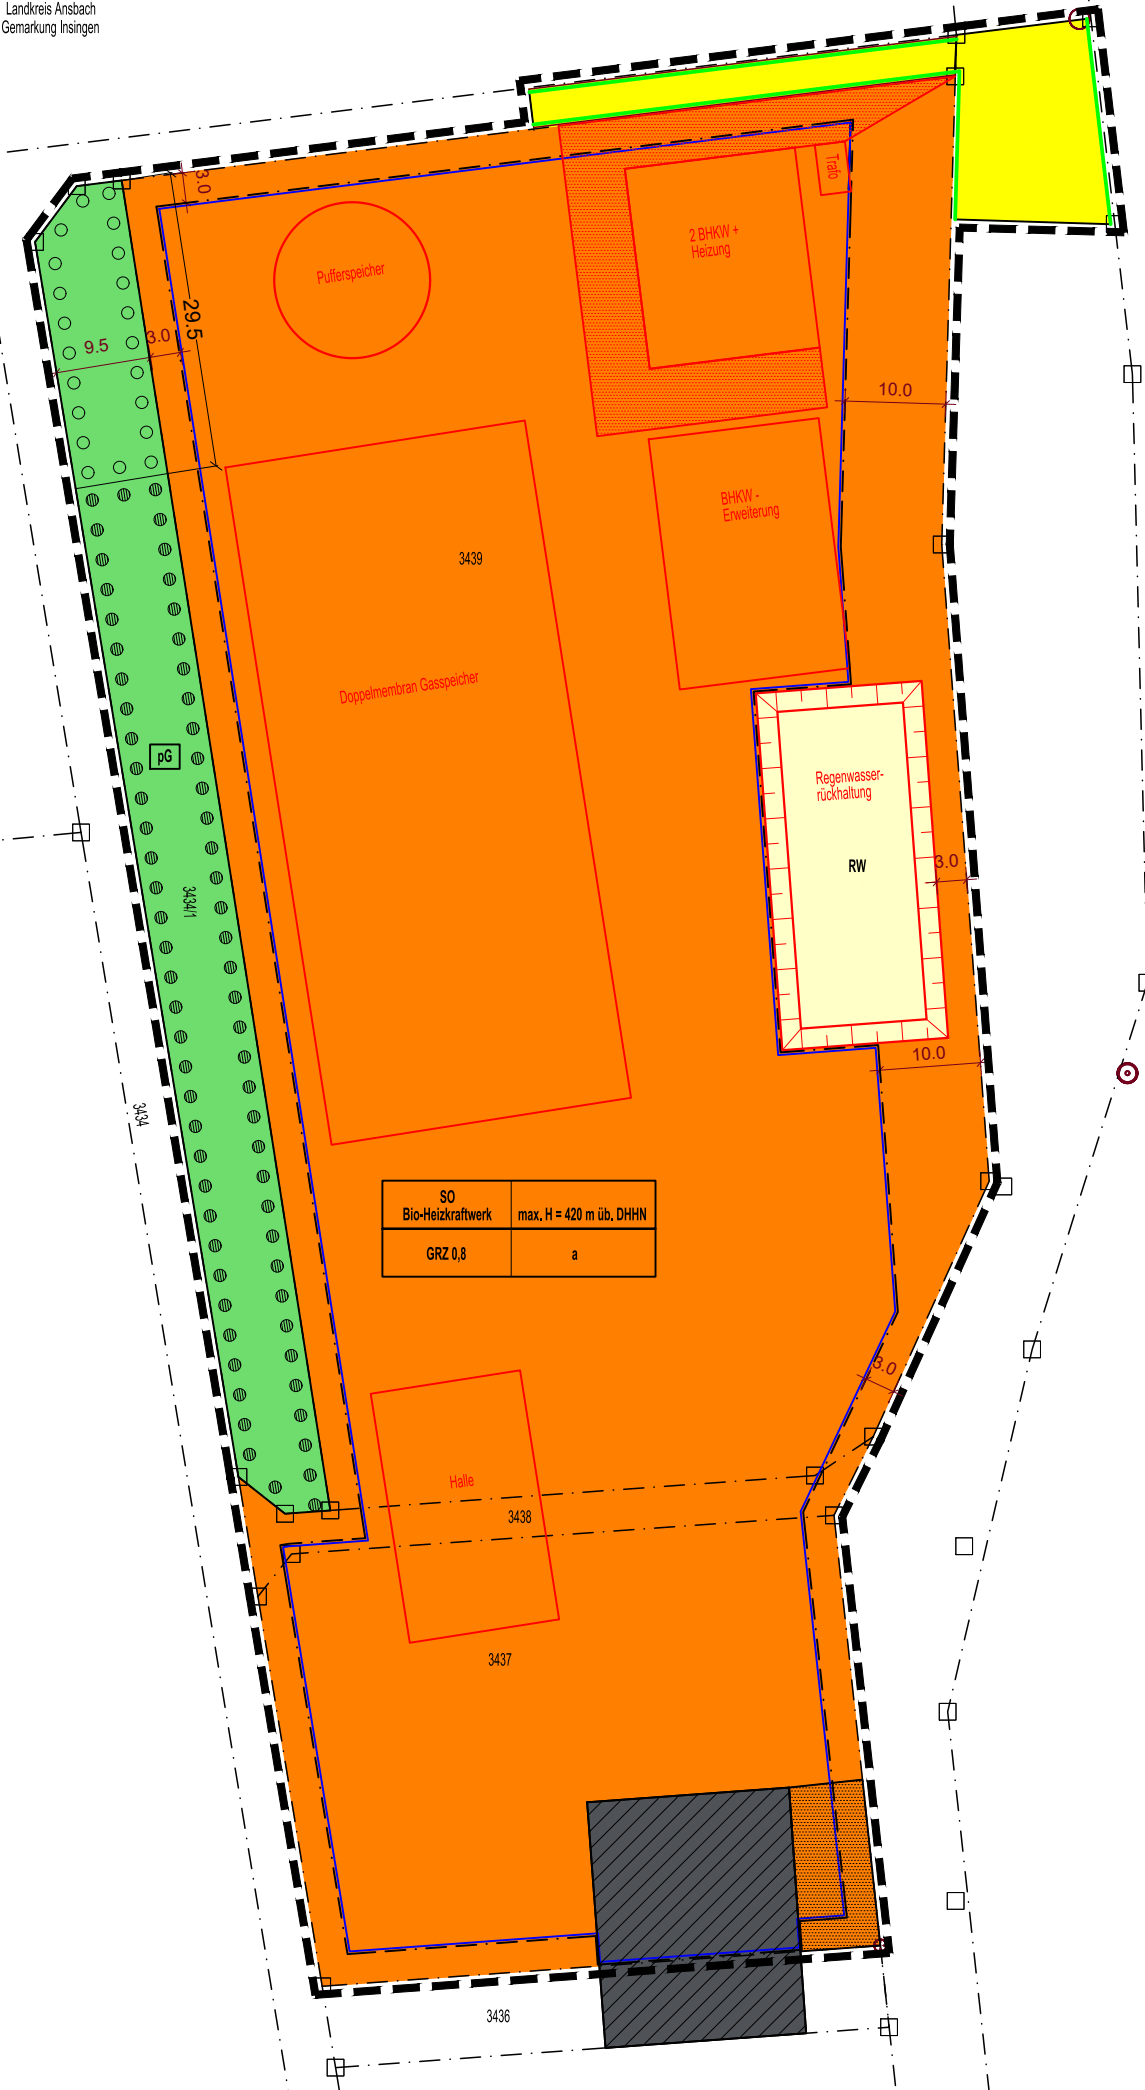 Landkreis Ansbach
Gemarkung Insingen
3.0
Trafo
2 BHKW +
Heizung
Pufferspeicher
29.5
9.5
3.0
10.0
BHKW -
Erweiterung
3439
Doppelmembran Gasspeicher
pG
Regenwasser-
rückhaltung
RW
3.0
3434/1
10.0
3434
SO
Bio-Heizkraftwerk
max. H = 420 m üb. DHHN
GRZ 0,8
a
3.0
Halle
3438
3437
3436